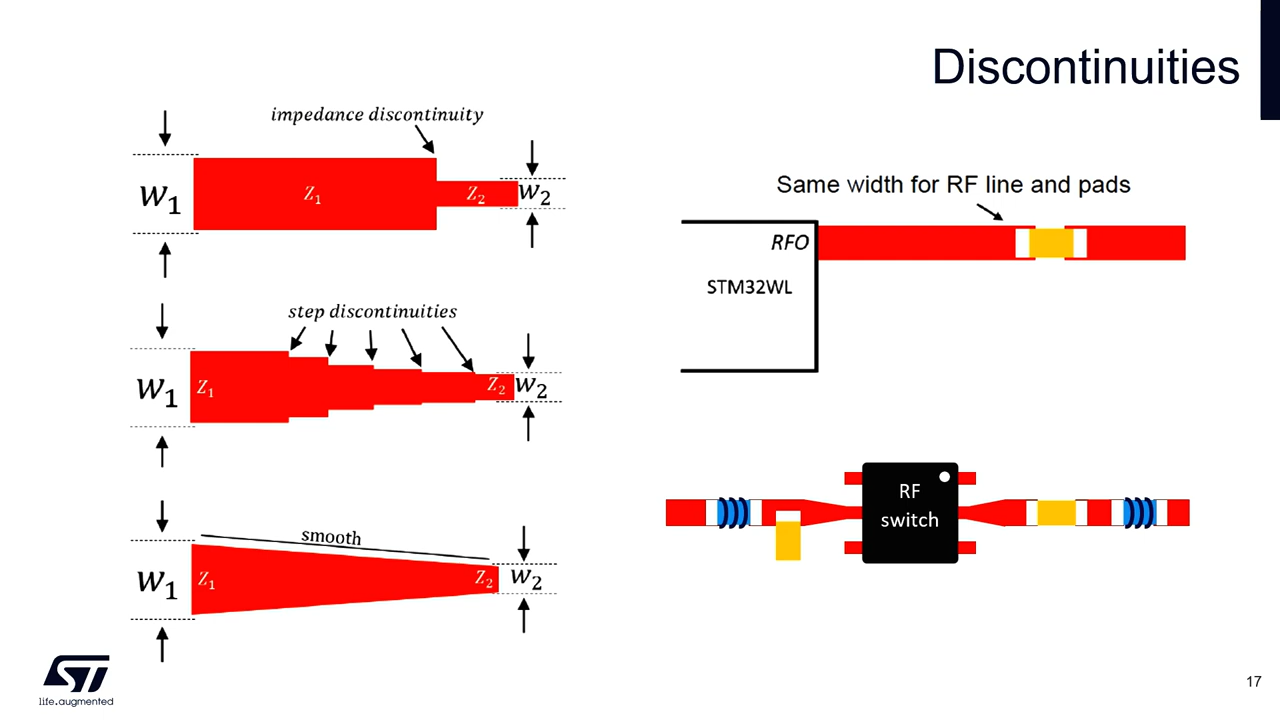 Discontinuities
impedance discontinuity
W₁
Z₁
Z₂
W₂
step discontinuities
W₁
Z₁
Z₂
W₂
smooth
W₁
Z₁
Z₂
W₂
Same width for RF line and pads
RFO
STM32WL
RF
switch
ST
life.augmented
17